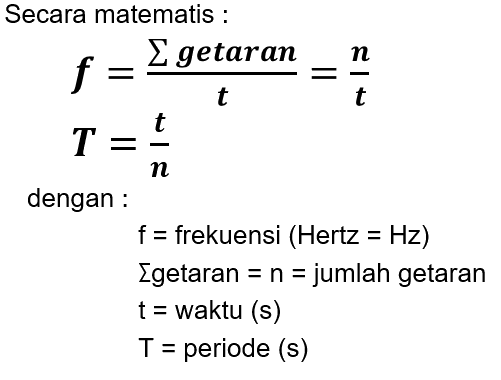 Secara matematis :
f = ∑ getaran / t = n / t
T = t / n
dengan :
f = frekuensi (Hertz = Hz)
Σgetaran = n = jumlah getaran
t = waktu (s)
T = periode (s)